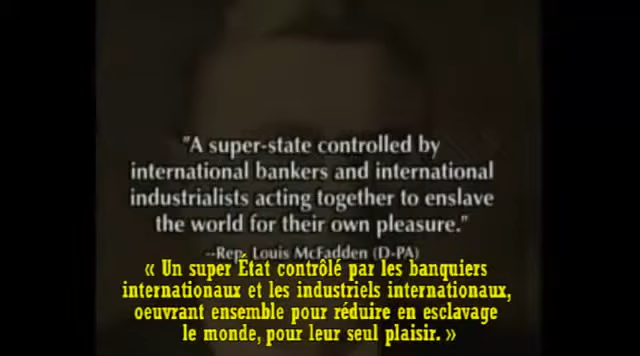 "A super-state controlled by
international bankers and international
industrialists acting together to enslave
the world for their own pleasure."
--Rep. Louis McFadden (D-PA)
« Un super État contrôlé par les banquiers
internationaux et les industriels internationaux,
oeuvrant ensemble pour réduire en esclavage
le monde, pour leur seul plaisir. »